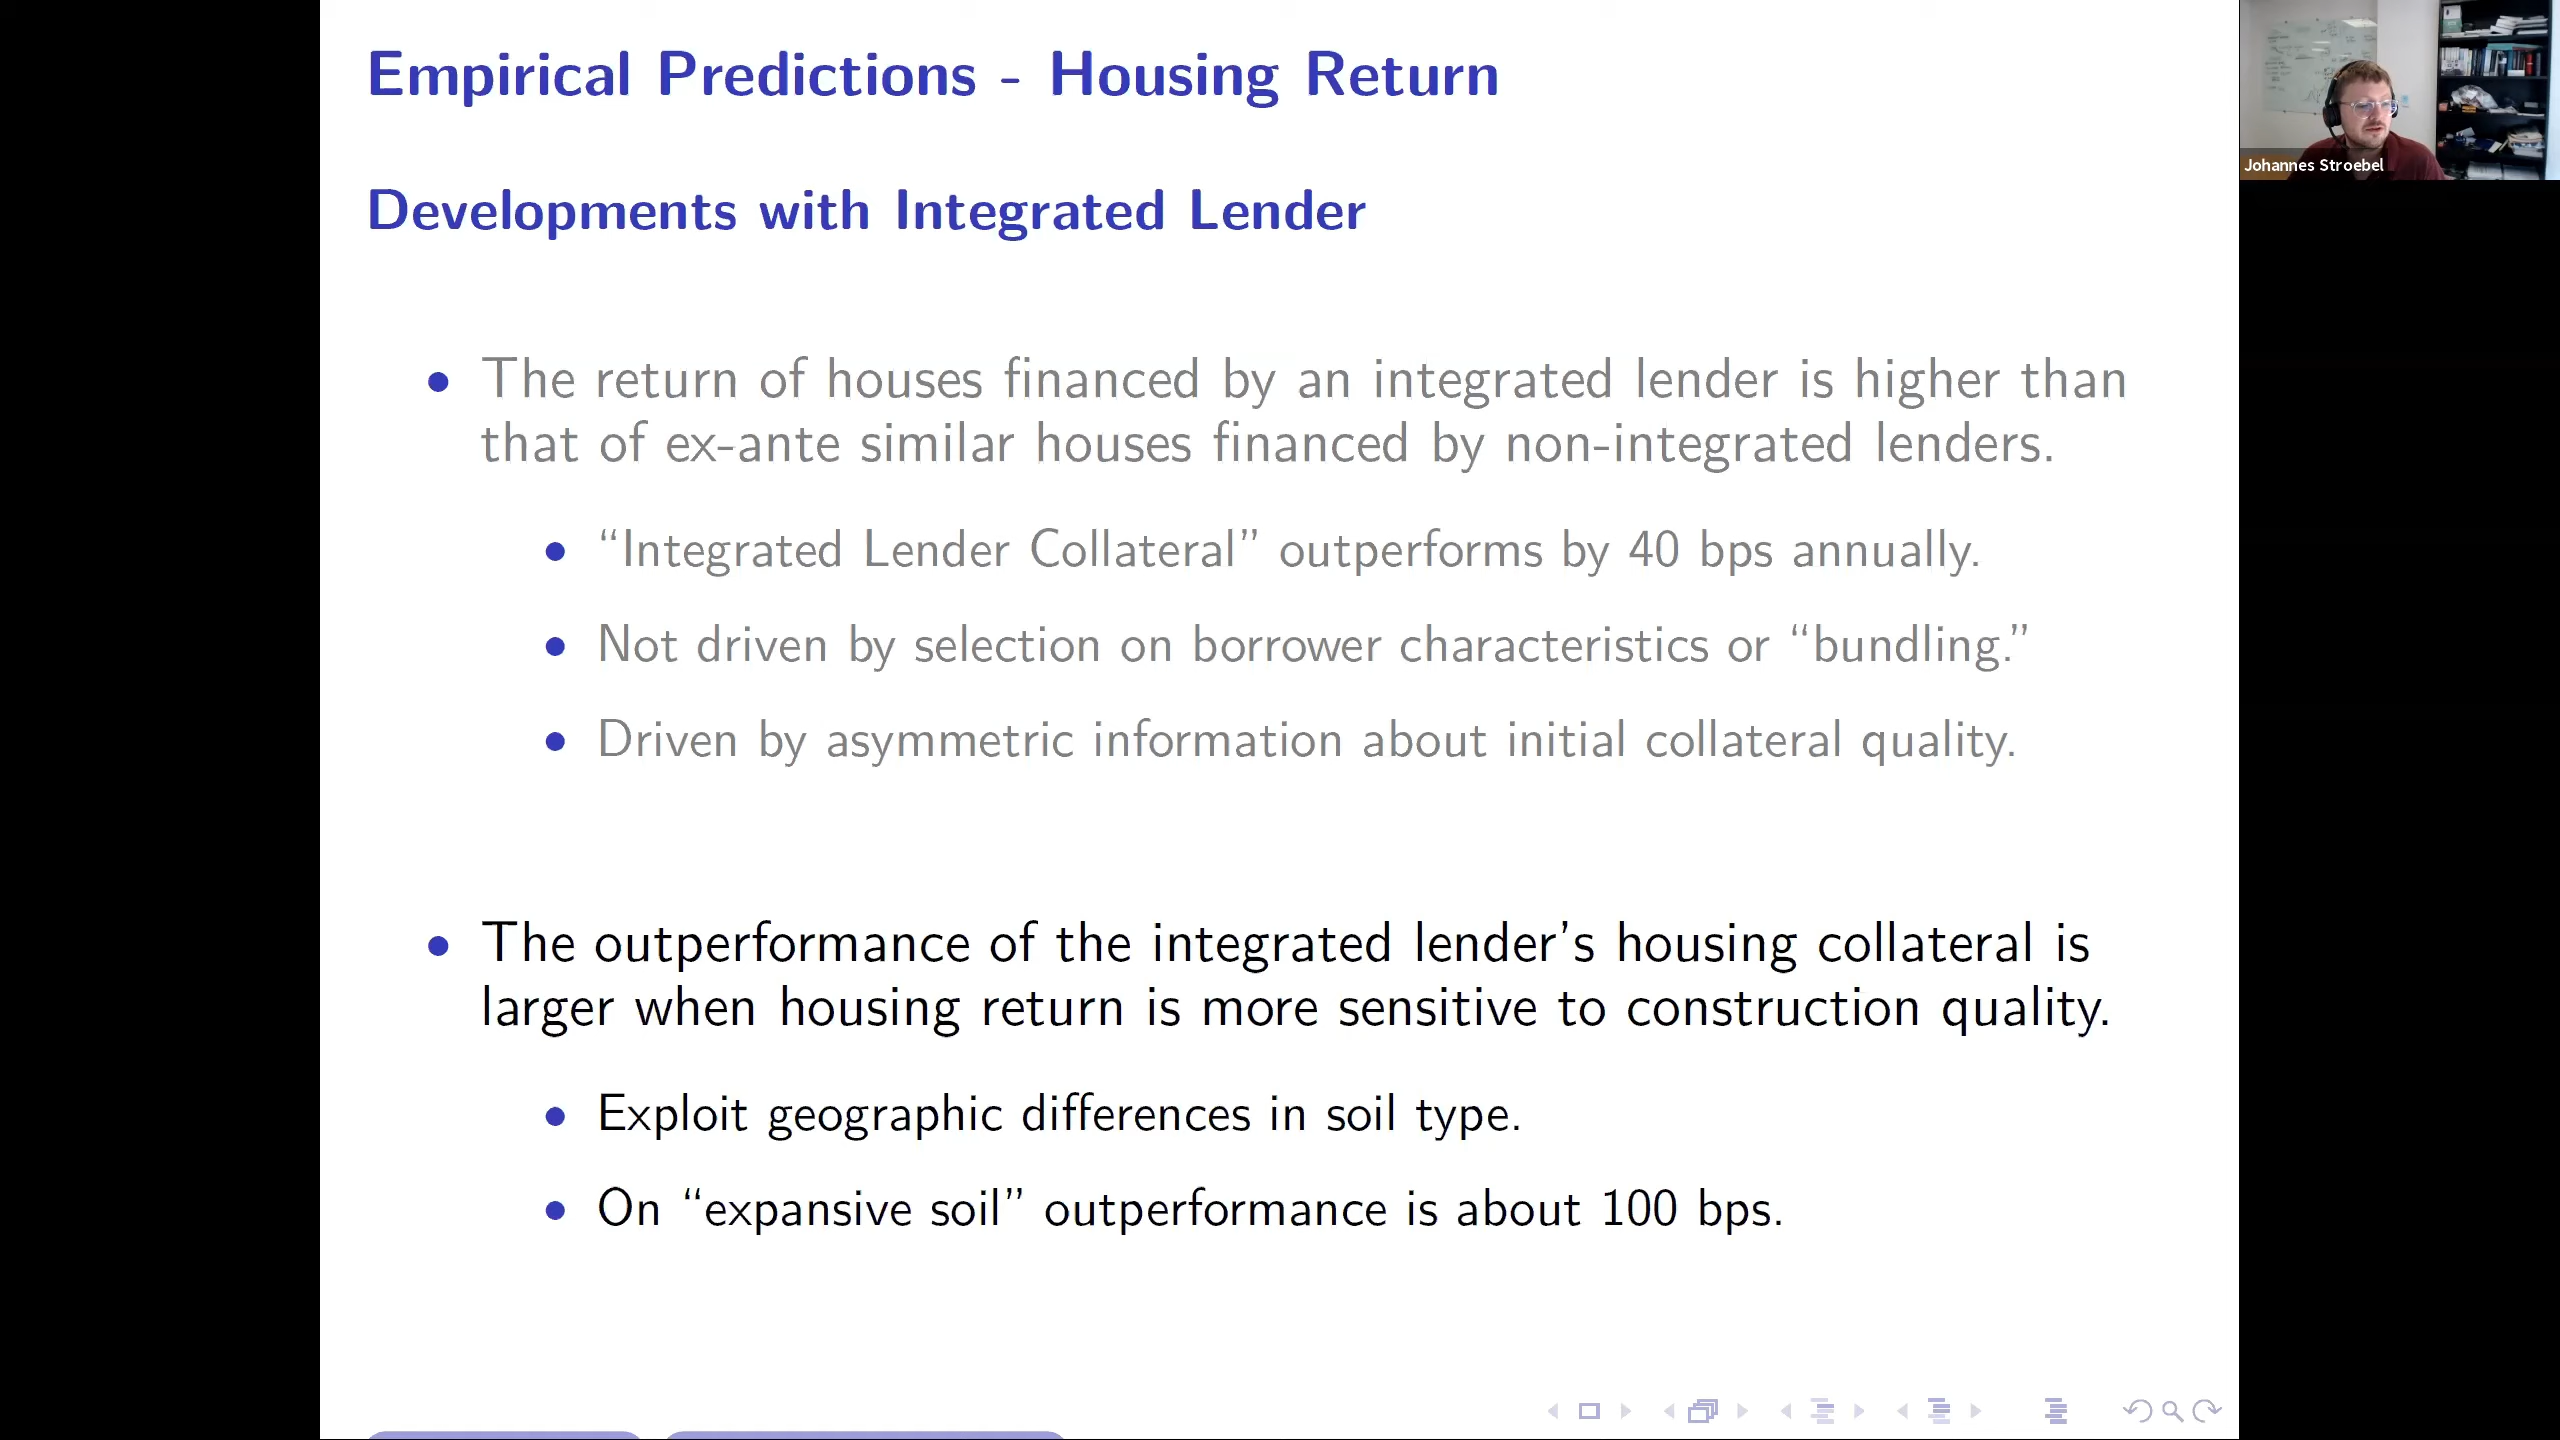 Empirical Predictions - Housing Return
Developments with Integrated Lender
• The return of houses financed by an integrated lender is higher than
that of ex-ante similar houses financed by non-integrated lenders.
• “Integrated Lender Collateral” outperforms by 40 bps annually.
• Not driven by selection on borrower characteristics or “bundling.”
• Driven by asymmetric information about initial collateral quality.
• The outperformance of the integrated lender’s housing collateral is
larger when housing return is more sensitive to construction quality.
• Exploit geographic differences in soil type.
• On “expansive soil” outperformance is about 100 bps.
Johannes Stroebel